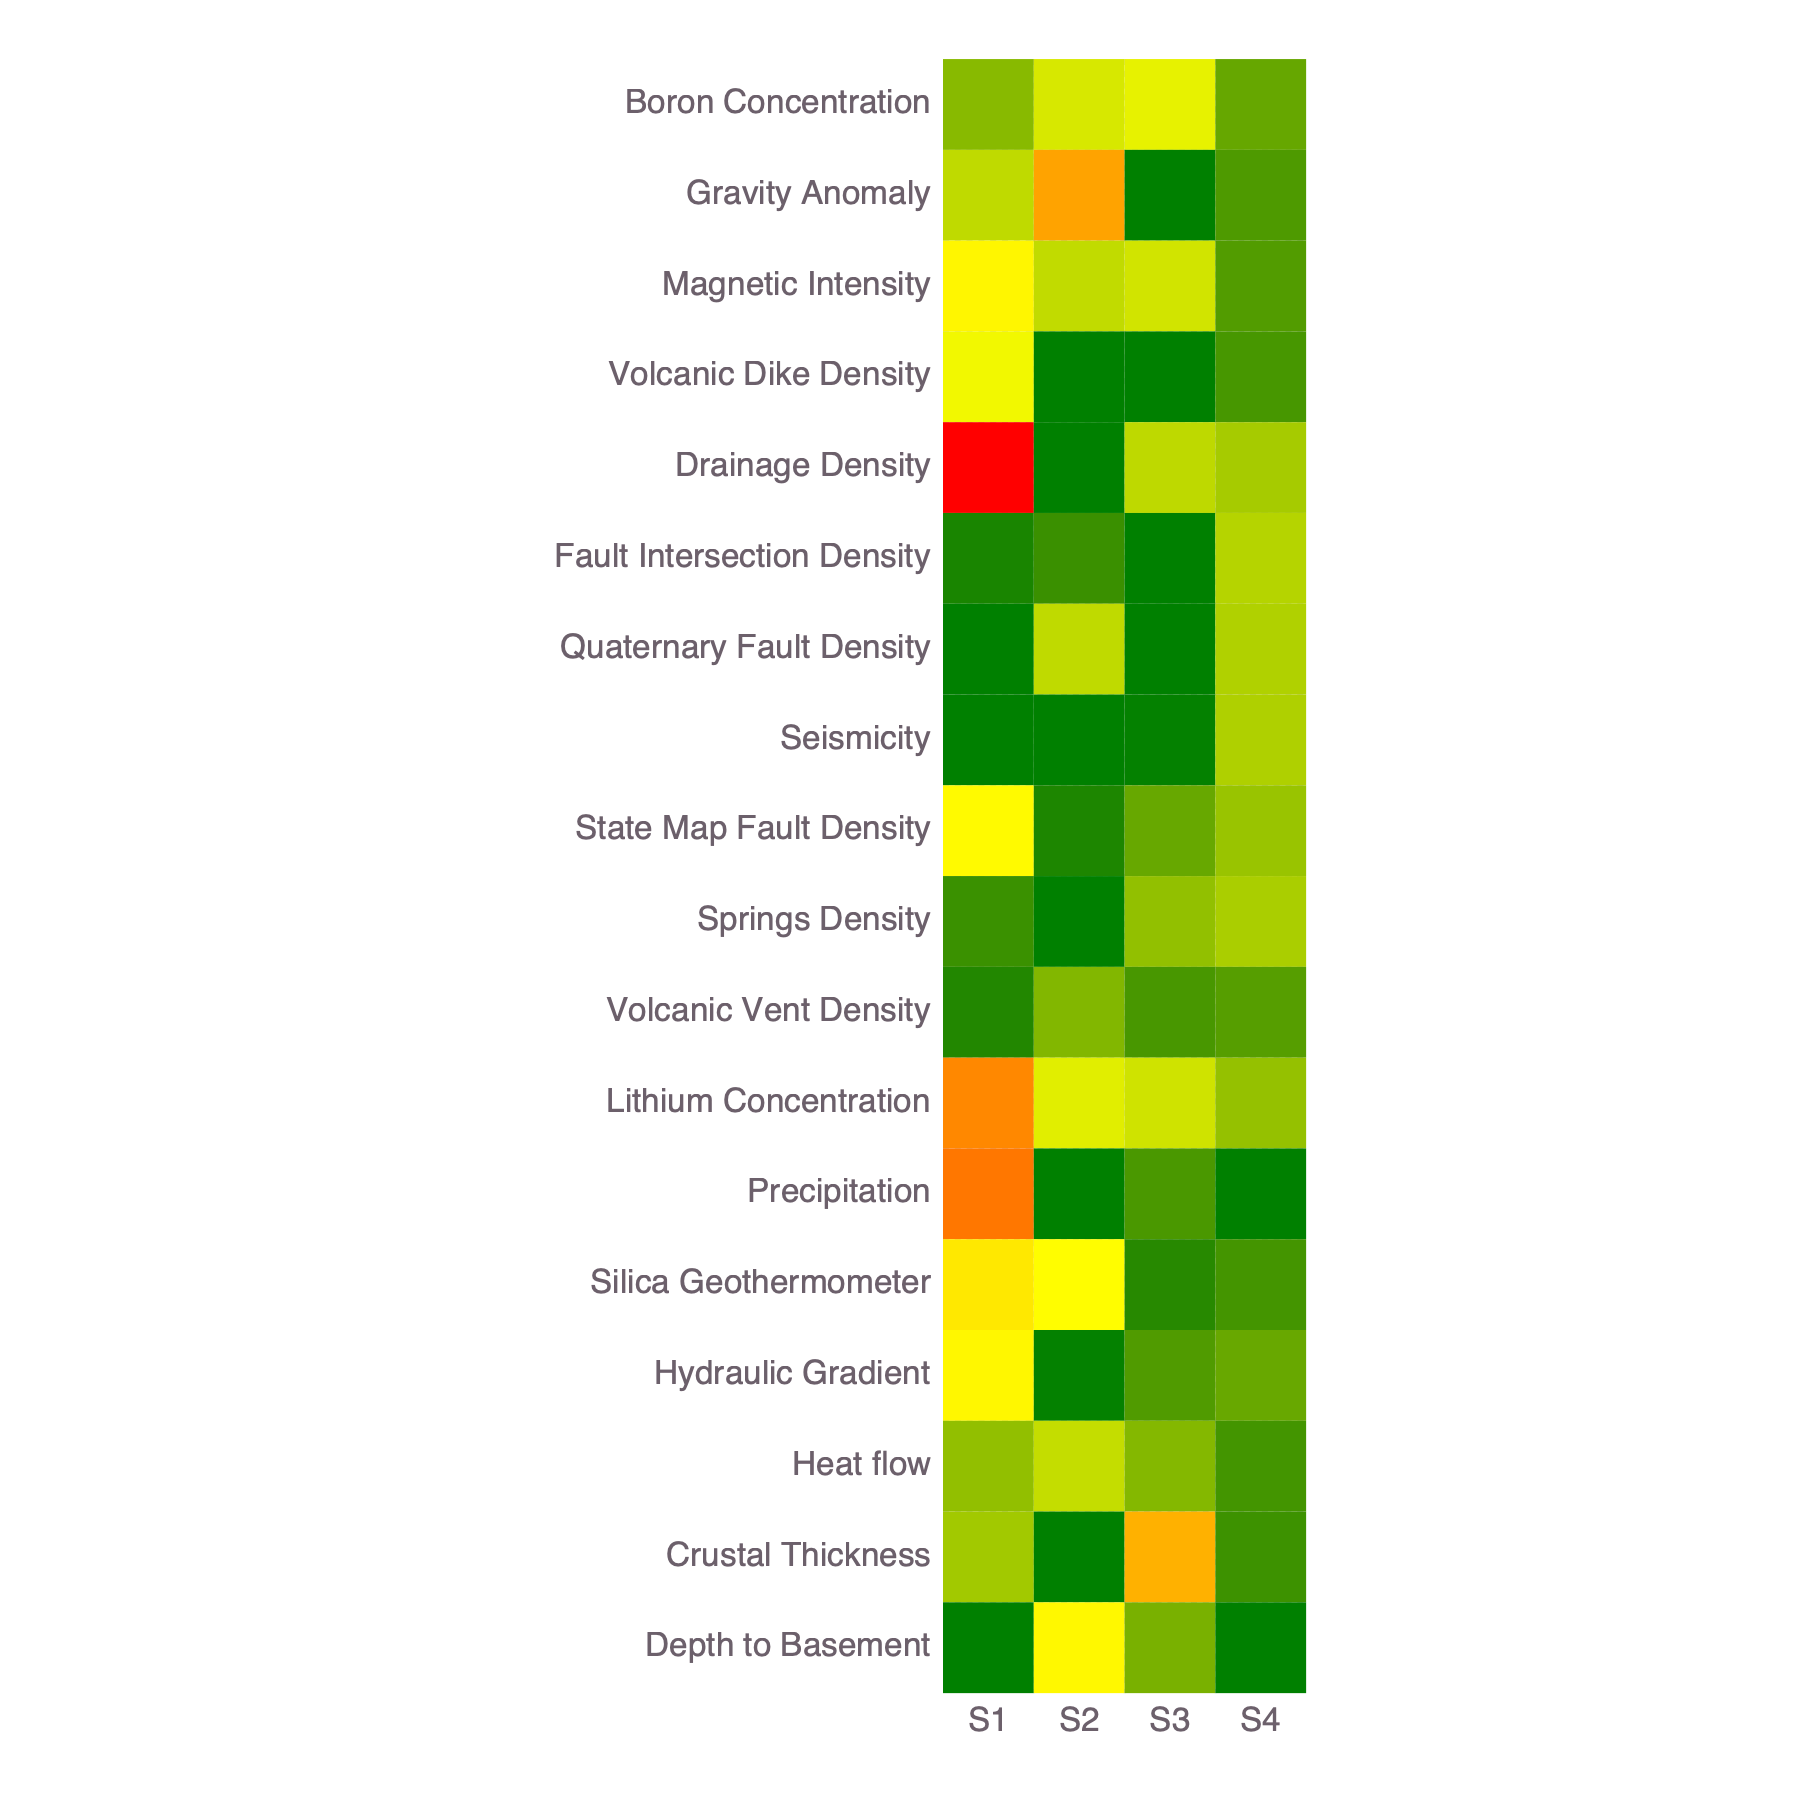 Boron Concentration
Gravity Anomaly
Magnetic Intensity
Volcanic Dike Density
Drainage Density
Fault Intersection Density
Quaternary Fault Density
Seismicity
State Map Fault Density
Springs Density
Volcanic Vent Density
Lithium Concentration
Precipitation
Silica Geothermometer
Hydraulic Gradient
Heat flow
Crustal Thickness
Depth to Basement
S1 S2 S3 S4